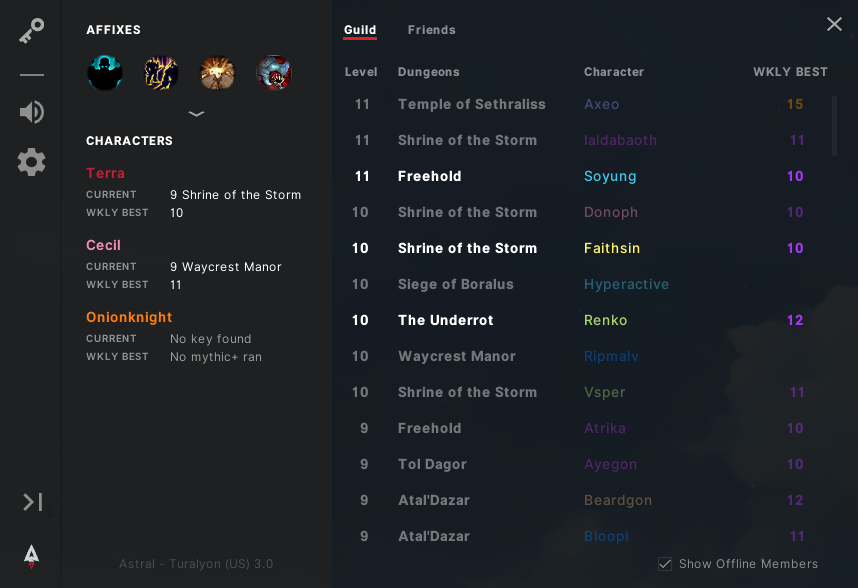 AFFIXES
CHARACTERS
Terra
CURRENT 9 Shrine of the Storm
WKLY BEST 10
Cecil
CURRENT 9 Waycrest Manor
WKLY BEST 11
Onionknight
CURRENT No key found
WKLY BEST No mythic+ ran
Astral - Turalyon (US) 3.0
Guild Friends
Level Dungeons Character WKLY BEST
11 Temple of Sethraliss Axeo 15
11 Shrine of the Storm Ialdabaoth 11
11 Freehold Soyung 10
10 Shrine of the Storm Donoph 10
10 Shrine of the Storm Faithsin 10
10 Siege of Boralus Hyperactive
10 The Underrot Renko 12
10 Waycrest Manor Ripmalv
10 Shrine of the Storm Vsper 11
9 Freehold Atrika 10
9 Tol Dagor Ayegon 10
9 Atal'Dazar Beardgon 12
9 Atal'Dazar Bloopi 11
Show Offline Members